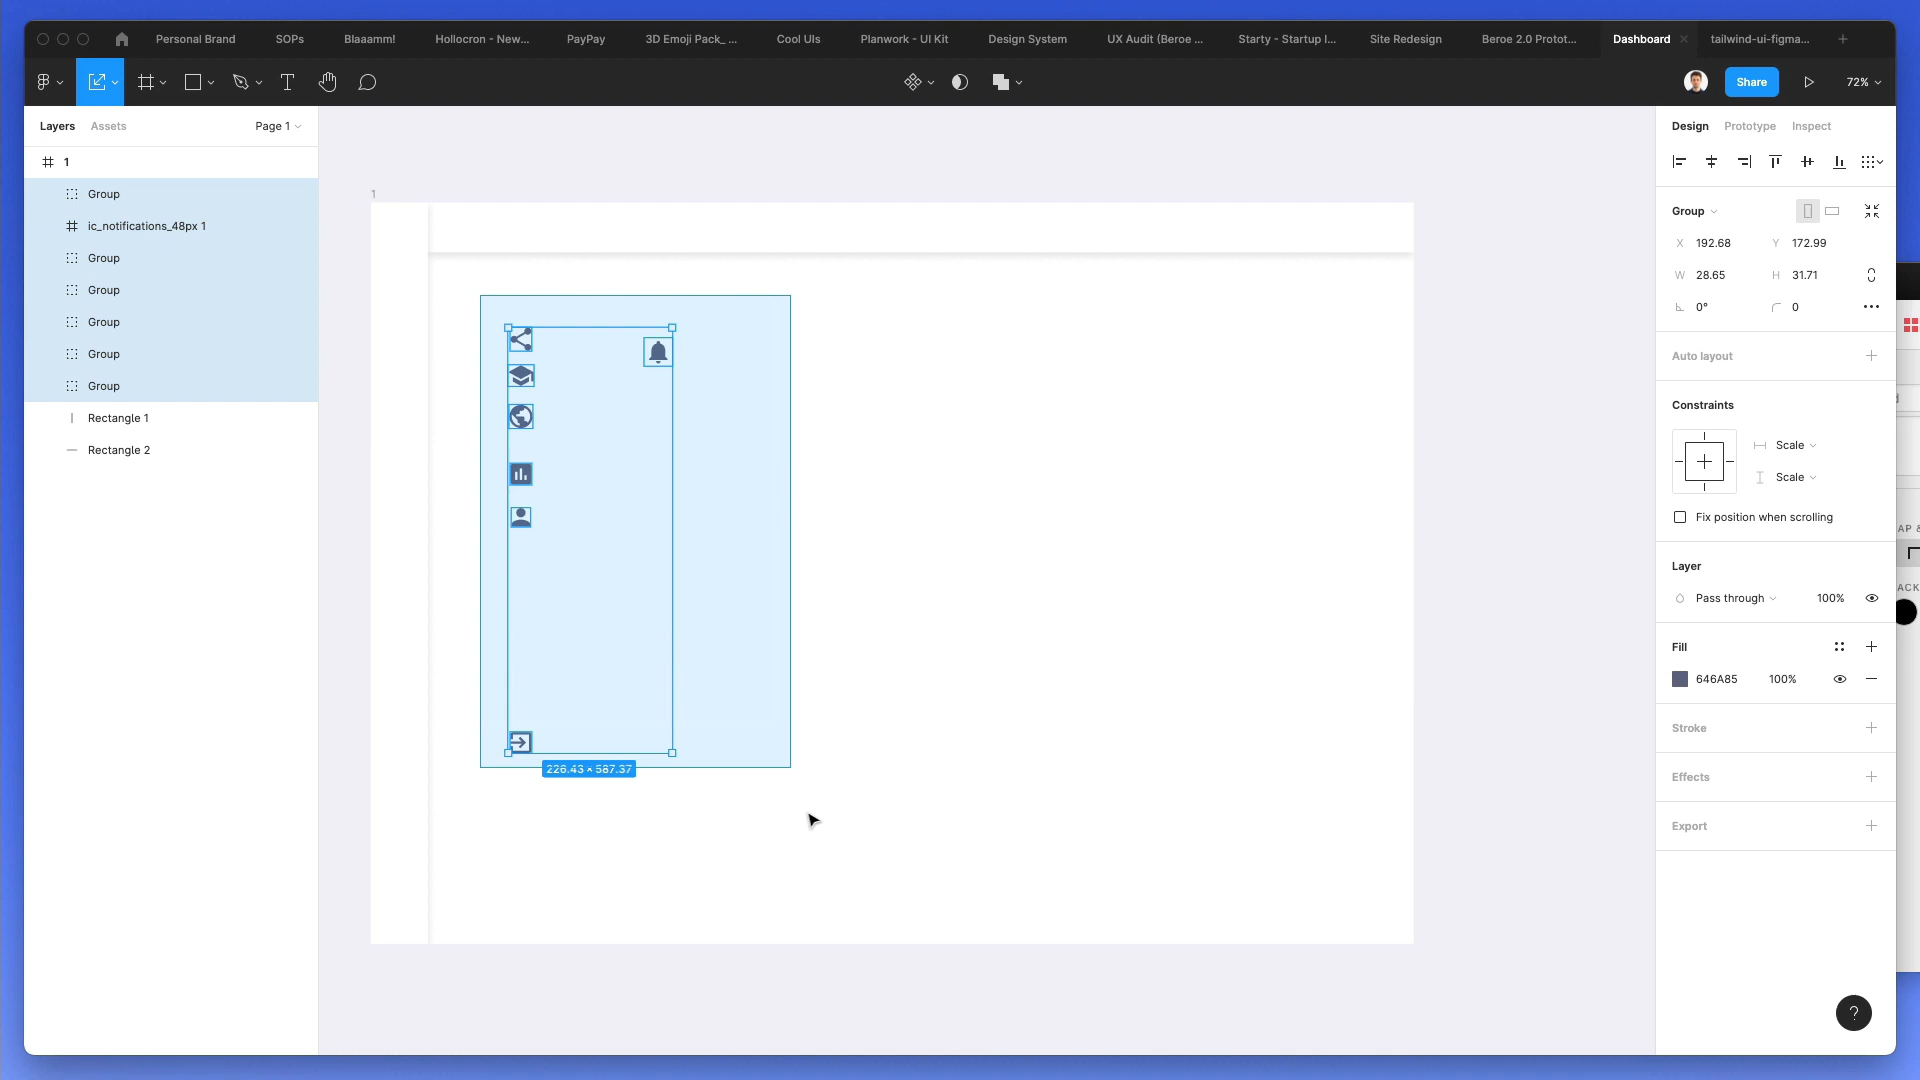 Personal Brand
SOPs
Blaaamm!
Hollocron - New...
PayPay
3D Emoji Pack_ ...
Cool UIs
Planwork - UI Kit
Design System
UX Audit (Beroe ...
Starty - Startup I...
Site Redesign
Beroe 2.0 Protot...
Dashboard
tailwind-ui-figma...
Share
72%
Layers
Assets
Page 1
1
Group
ic_notifications_48px 1
Group
Group
Group
Group
Group
Rectangle 1
Rectangle 2
1
226.43 × 587.37
Design
Prototype
Inspect
Group
X 192.68
Y 172.99
W 28.65
H 31.71
0°
0
Auto layout
Constraints
Scale
Scale
Fix position when scrolling
Layer
Pass through
100%
Fill
646A85
100%
Stroke
Effects
Export
?
AP &
ACK